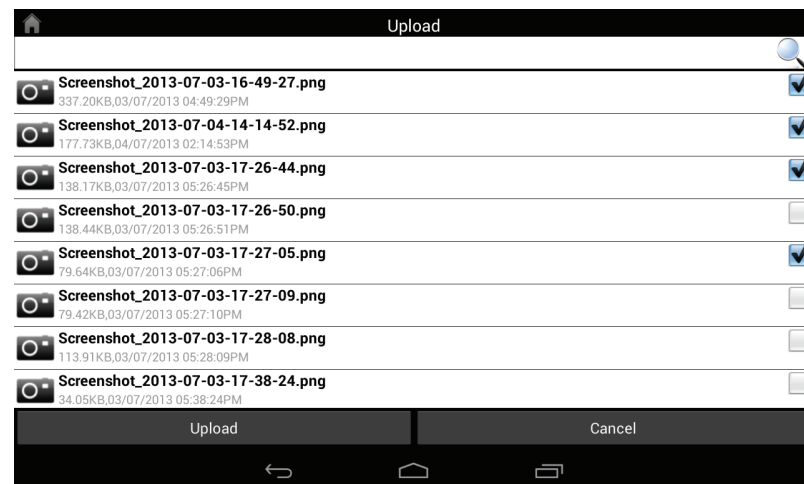 Upload
Screenshot_2013-07-03-16-49-27.png
337.20KB,03/07/2013 04:49:29PM
Screenshot_2013-07-04-14-14-52.png
177.73KB,04/07/2013 02:14:53PM
Screenshot_2013-07-03-17-26-44.png
138.17KB,03/07/2013 05:26:45PM
Screenshot_2013-07-03-17-26-50.png
138.44KB,03/07/2013 05:26:51PM
Screenshot_2013-07-03-17-27-05.png
79.64KB,03/07/2013 05:27:06PM
Screenshot_2013-07-03-17-27-09.png
79.42KB,03/07/2013 05:27:10PM
Screenshot_2013-07-03-17-28-08.png
113.91KB,03/07/2013 05:28:09PM
Screenshot_2013-07-03-17-38-24.png
34.05KB,03/07/2013 05:38:24PM
Upload Cancel